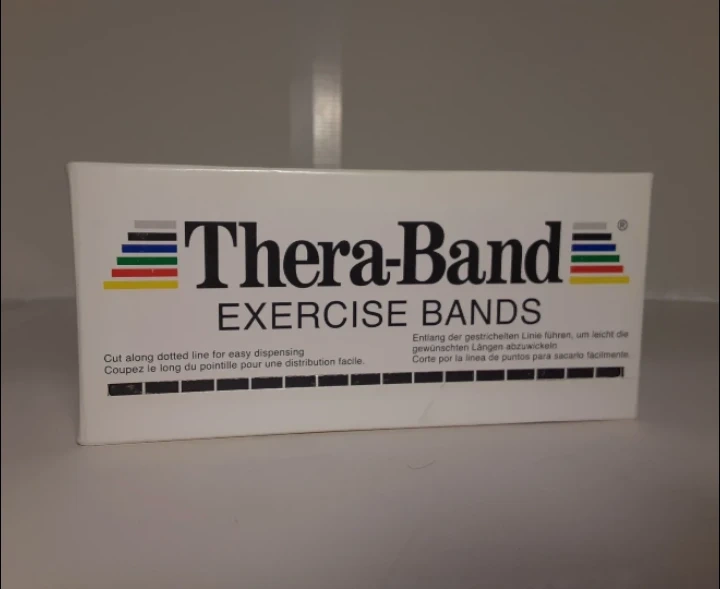 Thera-Band®
EXERCISE BANDS
Cut along dotted line for easy dispensing
Coupez le long du pointille pour une distribution facile.
Entlang der gestrichelten Linie führen, um leicht die
gewünschten Längen abzuwickeln
Corte por la linea de puntos para sacarlo fácilmente.